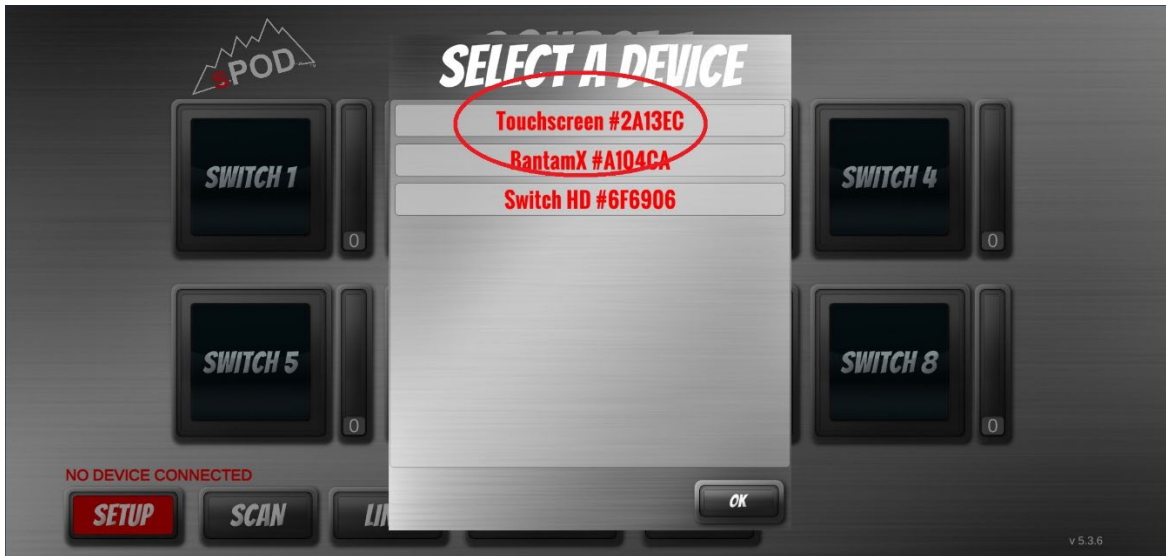 sPOD
SELECT A DEVICE
Touchscreen #2A13EC
BantamX #A104CA
Switch HD #6F6906
SWITCH 1
0
SWITCH 4
0
SWITCH 5
0
SWITCH 8
0
OK
NO DEVICE CONNECTED
SETUP
SCAN
v 5.3.6